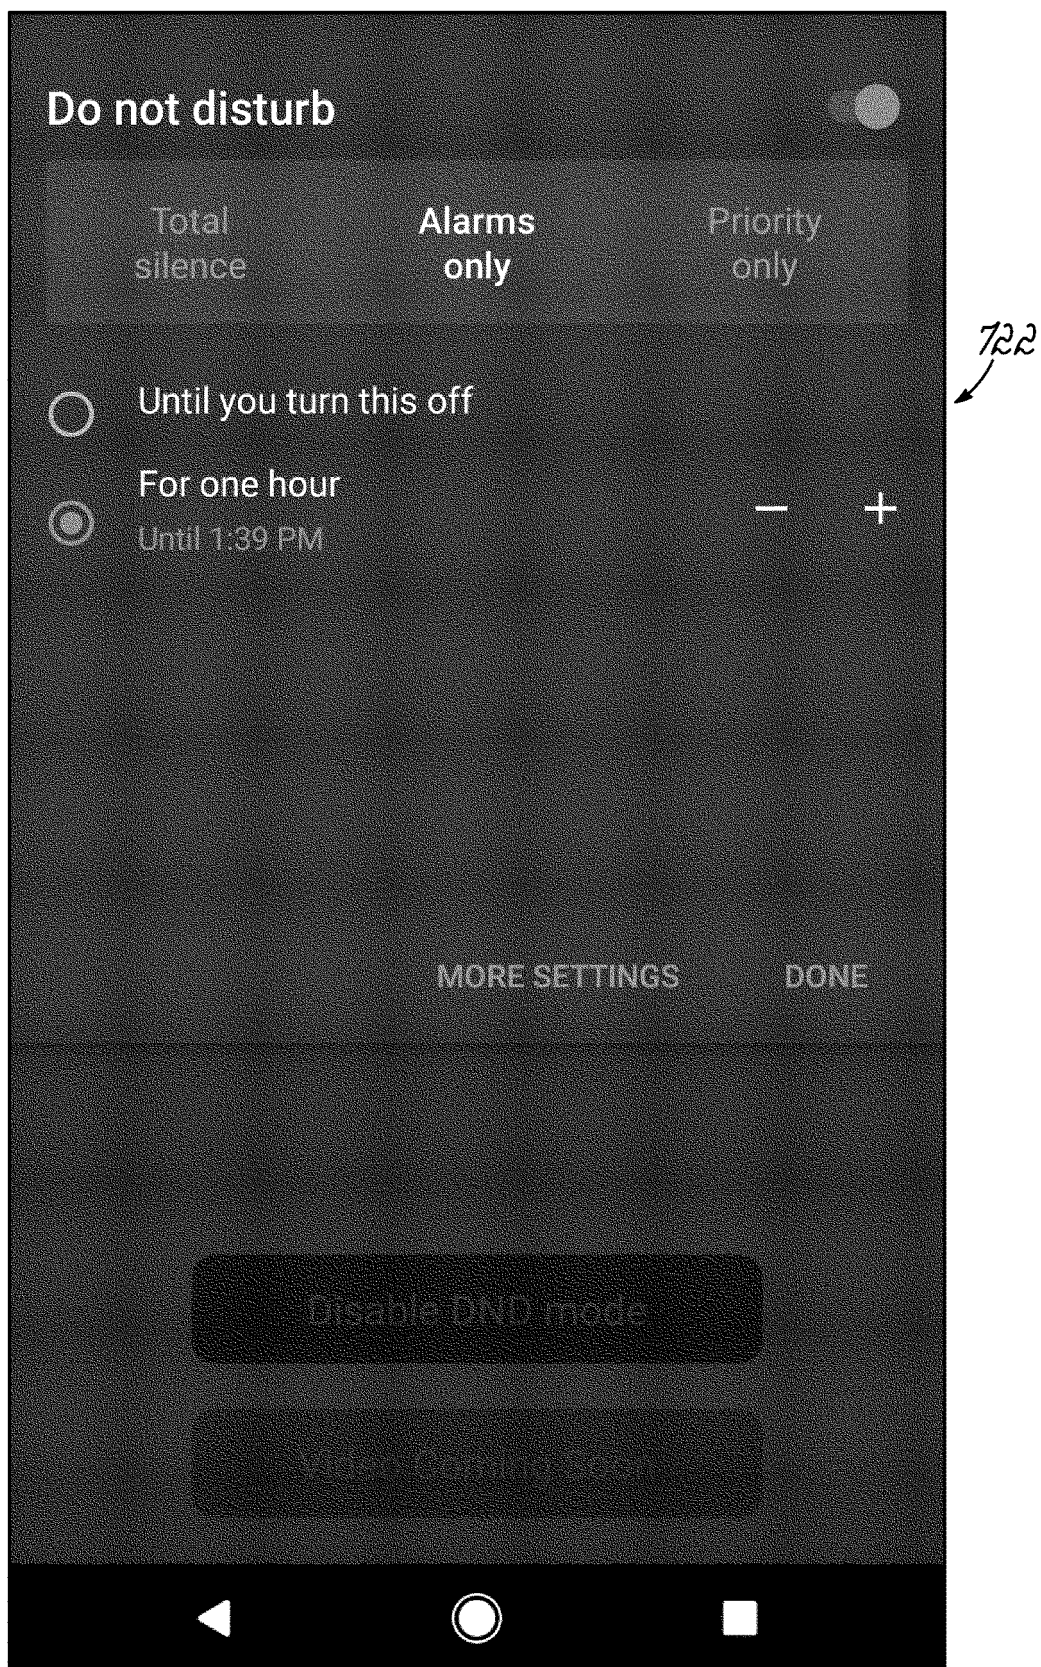 Do not disturb
Total
silence
Alarms
only
Priority
only
722
Until you turn this off
For one hour
Until 1:39 PM
MORE SETTINGS
DONE
Disable DND mode